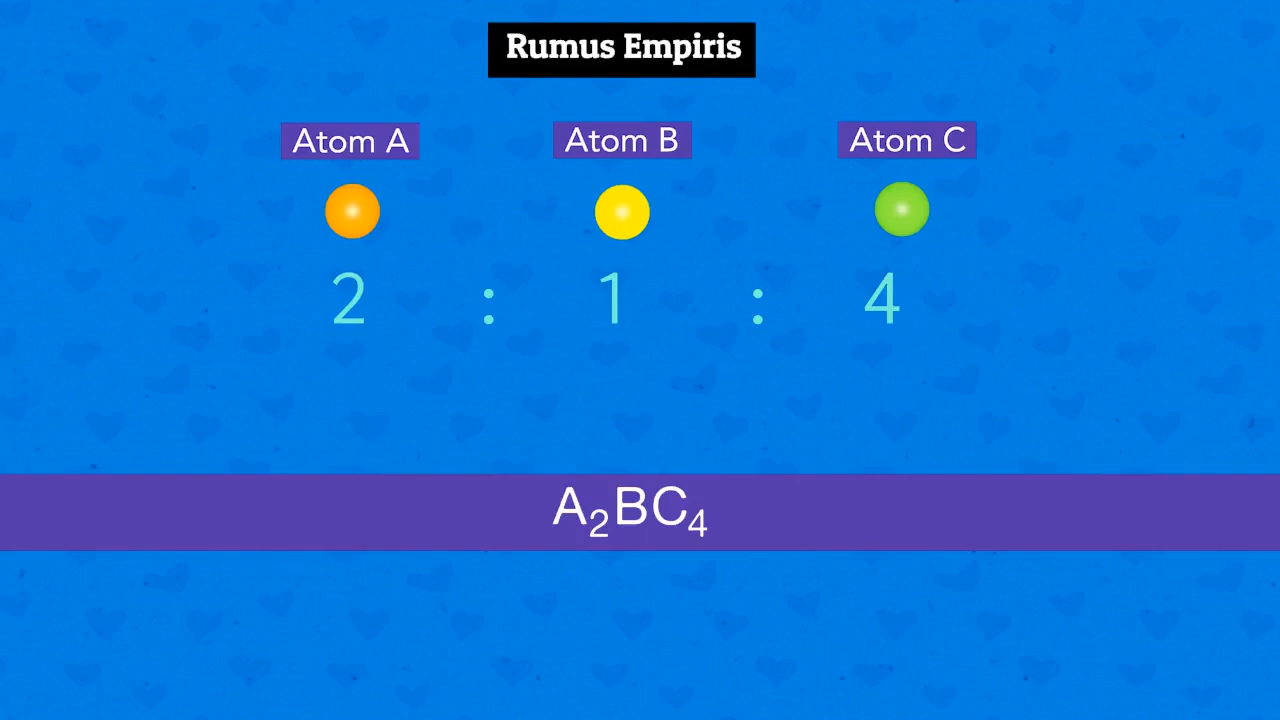 Rumus Empiris
Atom A Atom B Atom C
2 : 1 : 4
A₂BC₄